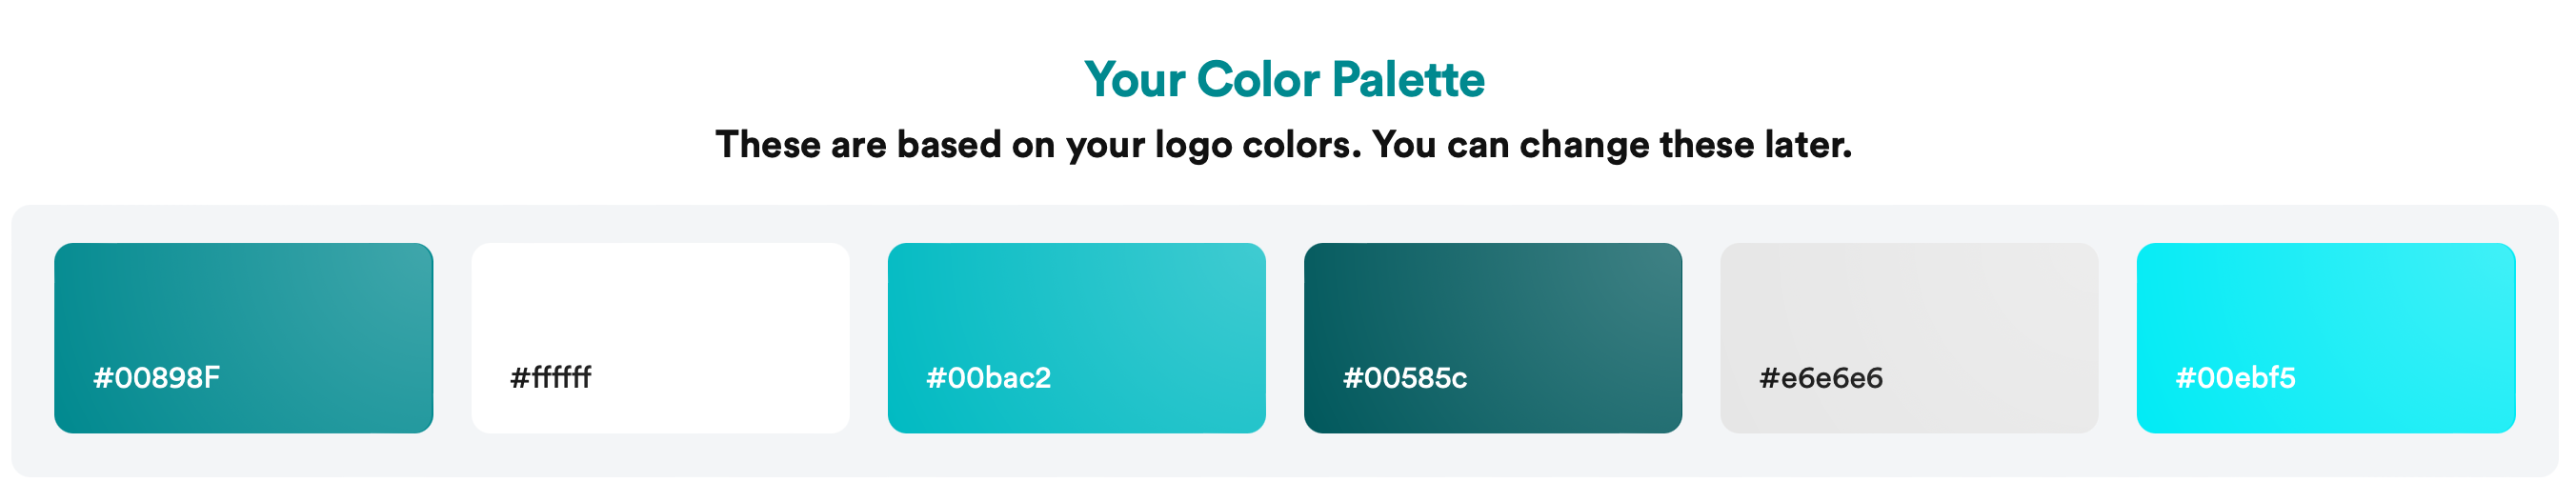 Your Color Palette
These are based on your logo colors. You can change these later.
#00898F
#ffffff
#00bac2
#00585c
#e6e6e6
#00ebf5